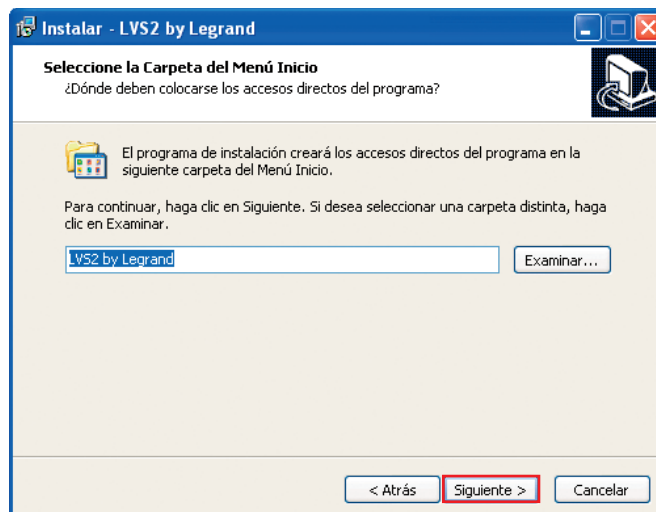 Instalar - LVS2 by Legrand
Seleccione la Carpeta del Menú Inicio
¿Dónde deben colocarse los accesos directos del programa?
El programa de instalación creará los accesos directos del programa en la
siguiente carpeta del Menú Inicio.
Para continuar, haga clic en Siguiente. Si desea seleccionar una carpeta distinta, haga
clic en Examinar.
LVS2 by Legrand
Examinar...
< Atrás
Siguiente >
Cancelar